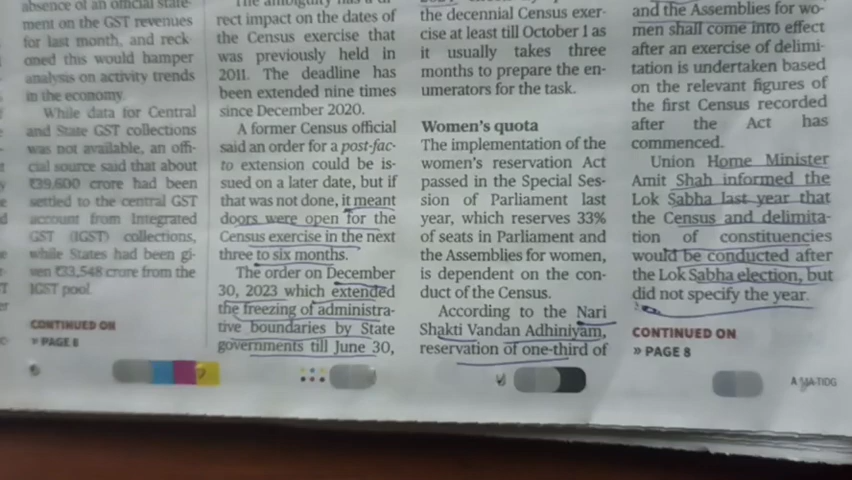 absence of an official state-
ment on the GST revenues
for last month, and reck-
oned this would hamper
analysis on activity trends
in the economy.
While data for Central
and State GST collections
was not available, an offi-
cial source said that about
₹39,600 crore had been
settled to the central GST
account from Integrated
GST (IGST) collections,
while States had been gi-
ven ₹33,548 crore from the
IGST pool.
CONTINUED ON
» PAGE 8
rect impact on the dates of
the Census exercise that
was previously held in
2011. The deadline has
been extended nine times
since December 2020.
A former Census official
said an order for a post-fac-
to extension could be is-
sued on a later date, but if
that was not done, it meant
doors were open for the
Census exercise in the next
three to six months.
The order on December
30, 2023 which extended
the freezing of administra-
tive boundaries by State
governments till June 30,
the decennial Census exer-
cise at least till October 1 as
it usually takes three
months to prepare the en-
umerators for the task.
Women's quota
The implementation of the
women's reservation Act
passed in the Special Ses-
sion of Parliament last
year, which reserves 33%
of seats in Parliament and
the Assemblies for women,
is dependent on the con-
duct of the Census.
According to the Nari
Shakti Vandan Adhiniyam,
reservation of one-third of
and the Assemblies for wo-
men shall come into effect
after an exercise of delimi-
tation is undertaken based
on the relevant figures of
the first Census recorded
after the Act has
commenced.
Union Home Minister
Amit Shah informed the
Lok Sabha last year that
the Census and delimita-
tion of constituencies
would be conducted after
the Lok Sabha election, but
did not specify the year.
CONTINUED ON
» PAGE 8